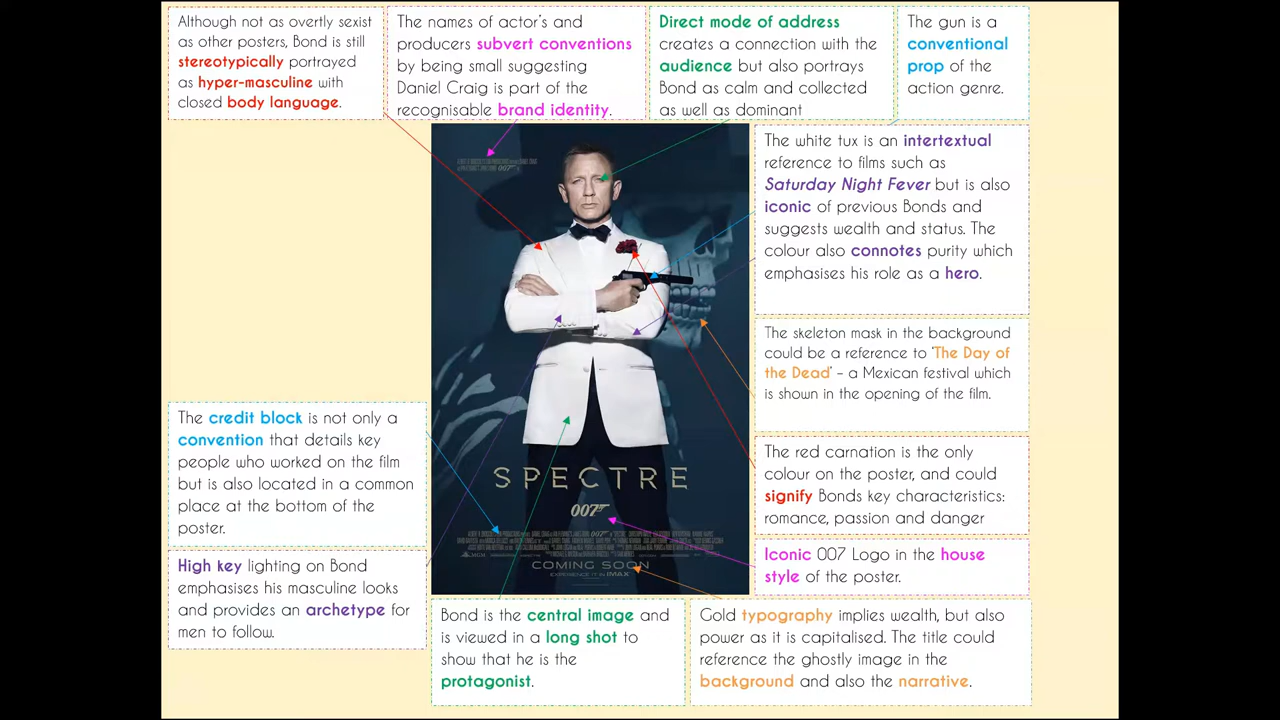 Although not as overtly sexist
as other posters, Bond is still
stereotypically portrayed
as hyper-masculine with
closed body language.
The names of actor's and
producers subvert conventions
by being small suggesting
Daniel Craig is part of the
recognisable brand identity.
Direct mode of address
creates a connection with the
audience but also portrays
Bond as calm and collected
as well as dominant
The gun is a
conventional
prop of the
action genre.
The white tux is an intertextual
reference to films such as
Saturday Night Fever but is also
iconic of previous Bonds and
suggests wealth and status. The
colour also connotes purity which
emphasises his role as a hero.
The skeleton mask in the background
could be a reference to 'The Day of
the Dead' – a Mexican festival which
is shown in the opening of the film.
The credit block is not only a
convention that details key
people who worked on the film
but is also located in a common
place at the bottom of the
poster.
The red carnation is the only
colour on the poster, and could
signify Bonds key characteristics:
romance, passion and danger
SPECTRE
007
007
007
MGM
COMING SOON
EXPERIENCE IT IN IMAX
Iconic 007 Logo in the house
style of the poster.
High key lighting on Bond
emphasises his masculine looks
and provides an archetype for
men to follow.
Bond is the central image and
is viewed in a long shot to
show that he is the
protagonist.
Gold typography implies wealth, but also
power as it is capitalised. The title could
reference the ghostly image in the
background and also the narrative.